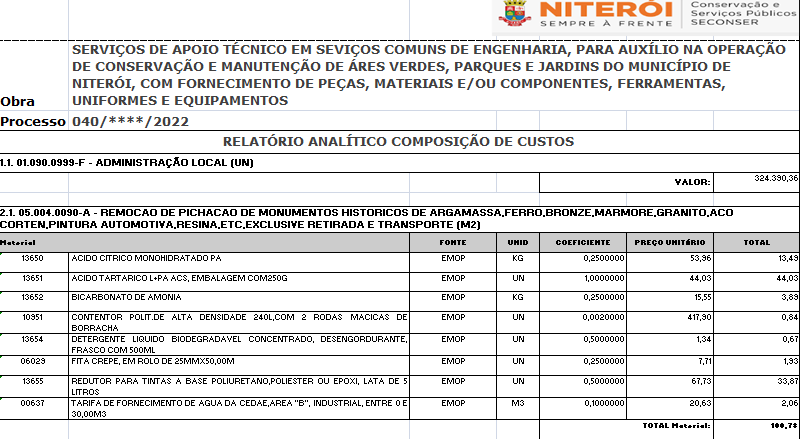 NITERÓI
SEMPRE À FRENTE
Conservação e
Serviços Públicos
SECONSER
Obra
SERVIÇOS DE APOIO TÉCNICO EM SEVIÇOS COMUNS DE ENGENHARIA, PARA AUXÍLIO NA OPERAÇÃO
DE CONSERVAÇÃO E MANUTENÇÃO DE ÁRES VERDES, PARQUES E JARDINS DO MUNICÍPIO DE
NITERÓI, COM FORNECIMENTO DE PEÇAS, MATERIAIS E/OU COMPONENTES, FERRAMENTAS,
UNIFORMES E EQUIPAMENTOS
Processo 040/****/2022
RELATÓRIO ANALÍTICO COMPOSIÇÃO DE CUSTOS
1.1. 01.090.0999-F - ADMINISTRAÇÃO LOCAL (UN)
VALOR: 324.390,36
2.1. 05.004.0090-A - REMOCAO DE PICHACAO DE MONUMENTOS HISTORICOS DE ARGAMASSA,FERRO,BRONZE,MARMORE,GRANITO,ACO
CORTEN,PINTURA AUTOMOTIVA,RESINA,ETC,EXCLUSIVE RETIRADA E TRANSPORTE (M2)
Material FONTE UNID COEFICIENTE PREÇO UNITÁRIO TOTAL
13650 ACIDO CITRICO MONOHIDRATADO PA EMOP KG 0,2500000 53,96 13,49
13651 ACIDO TARTARICO L+PA ACS, EMBALAGEM COM250G EMOP UN 1,0000000 44,03 44,03
13652 BICARBONATO DE AMONIA EMOP KG 0,2500000 15,55 3,89
10951 CONTENTOR POLIT.DE ALTA DENSIDADE 240L,COM 2 RODAS MACICAS DE EMOP UN 0,0020000 417,90 0,84
BORRACHA
13654 DETERGENTE LIQUIDO BIODEGRADAVEL CONCENTRADO, DESENGORDURANTE, EMOP UN 0,5000000 1,34 0,67
FRASCO COM 500ML
06029 FITA CREPE, EM ROLO DE 25MMX50,00M EMOP UN 0,2500000 7,71 1,93
13655 REDUTOR PARA TINTAS A BASE POLIURETANO,POLIESTER OU EPOXI, LATA DE 5 EMOP UN 0,5000000 67,73 33,87
LITROS
00637 TARIFA DE FORNECIMENTO DE AGUA DA CEDAE,AREA "B", INDUSTRIAL, ENTRE 0 E EMOP M3 0,1000000 20,63 2,06
30,00M3
TOTAL Material: 100,78